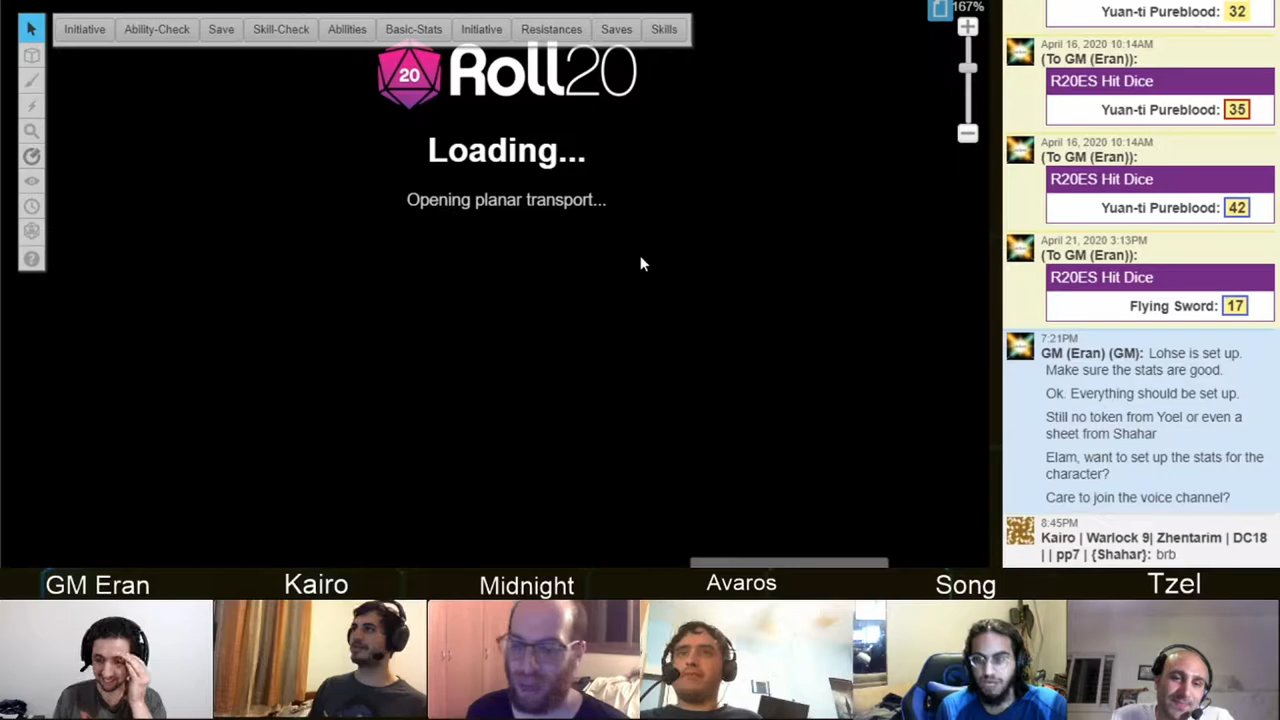 Initiative Ability-Check Save Skill-Check Abilities Basic-Stats Initiative Resistances Saves Skills
167%
20 Roll20
Loading...
Opening planar transport...
Yuan-ti Pureblood: 32
April 16, 2020 10:14AM
(To GM (Eran)):
R20ES Hit Dice
Yuan-ti Pureblood: 35
April 16, 2020 10:14AM
(To GM (Eran)):
R20ES Hit Dice
Yuan-ti Pureblood: 42
April 21, 2020 3:13PM
(To GM (Eran)):
R20ES Hit Dice
Flying Sword: 17
7:21PM
GM (Eran) (GM): Lohse is set up.
Make sure the stats are good.
Ok. Everything should be set up.
Still no token from Yoel or even a
sheet from Shahar
Elam, want to set up the stats for the
character?
Care to join the voice channel?
8:45PM
Kairo | Warlock 9| Zhentarim | DC18
| | pp7 | {Shahar}: brb
GM Eran Kairo Midnight Avaros Song Tzel